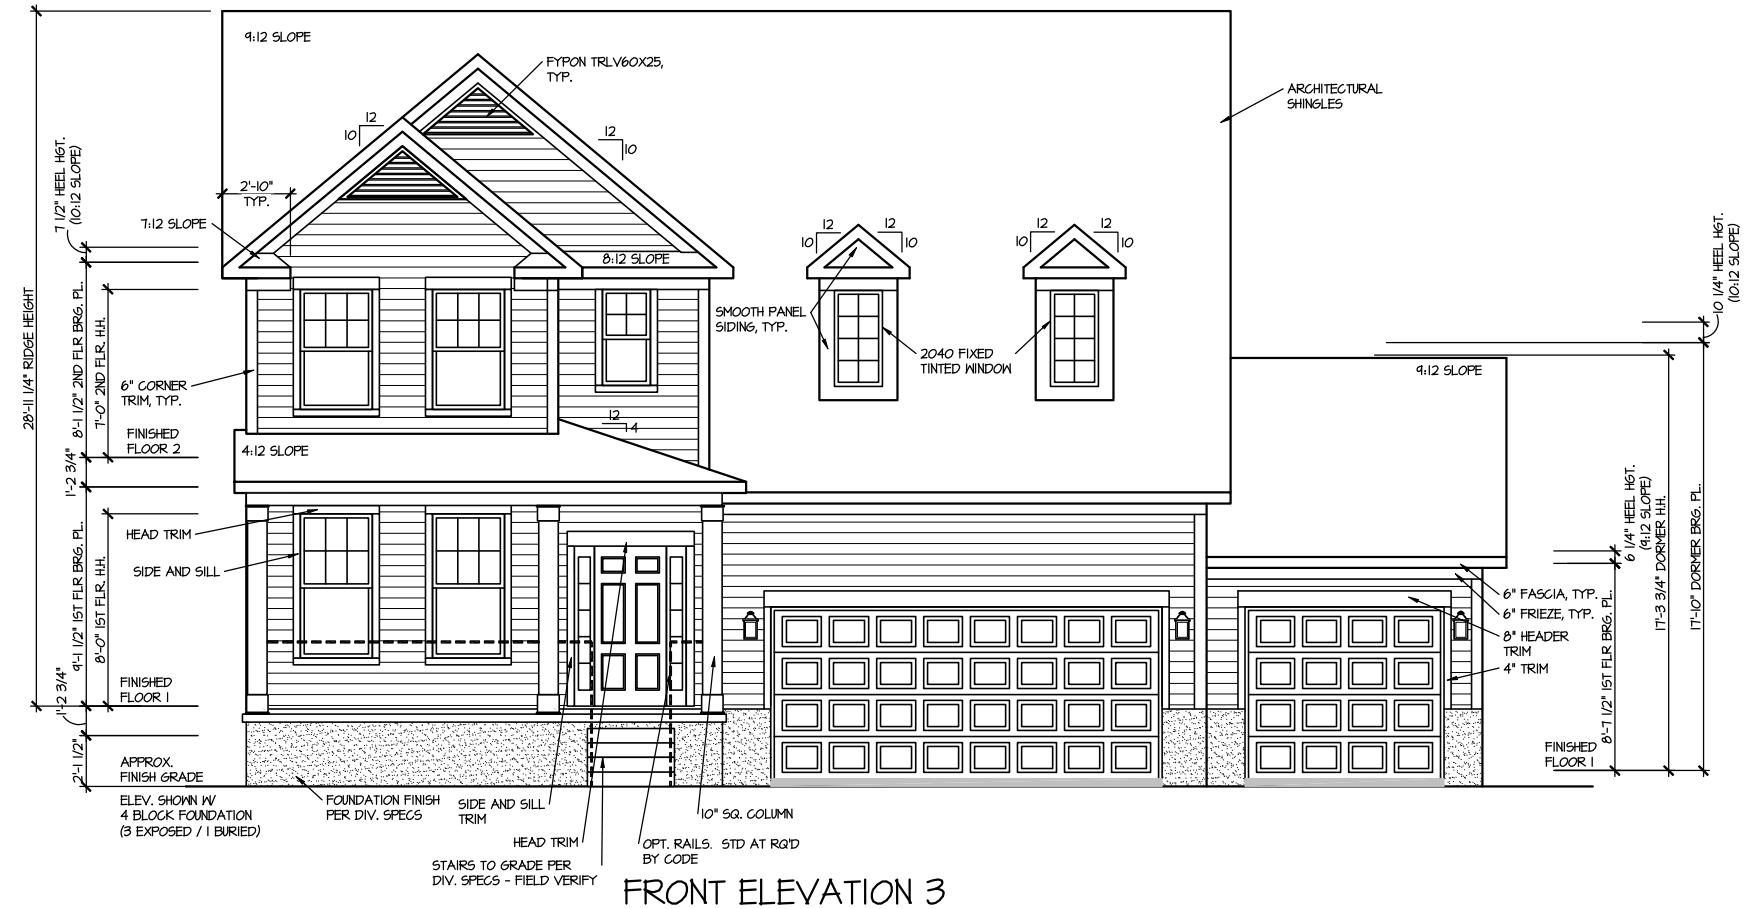 9:12 SLOPE
FYPON TRLV60X25,
TYP.
ARCHITECTURAL
SHINGLES
12
10
12
10
7 1/2" HEEL HGT.
(10:12 SLOPE)
2'-10"
TYP.
7:12 SLOPE
8:12 SLOPE
12
10
12
10
12
10
12
10
10 1/4" HEEL HGT.
(10:12 SLOPE)
28'-11 1/4" RIDGE HEIGHT
8'-1 1/2" 2ND FLR BRG. PL.
7'-0" 2ND FLR. H.H.
SMOOTH PANEL
SIDING, TYP.
2040 FIXED
TINTED WINDOW
9:12 SLOPE
6" CORNER
TRIM, TYP.
12
4
FINISHED
FLOOR 2
4:12 SLOPE
1'-2 3/4"
6 1/4" HEEL HGT.
(9:12 SLOPE)
17'-3 3/4" DORMER H.H.
17'-10" DORMER BRG. PL.
HEAD TRIM
SIDE AND SILL
9'-1 1/2" 1ST FLR BRG. PL.
8'-0" 1ST FLR. H.H.
6" FASCIA, TYP.
6" FRIEZE, TYP.
8" HEADER
TRIM
4" TRIM
8'-7 1/2" 1ST FLR BRG. PL.
FINISHED
FLOOR 1
1'-2 3/4"
2'-1 1/2"
FINISHED
FLOOR 1
APPROX.
FINISH GRADE
ELEV. SHOWN W/
4 BLOCK FOUNDATION
(3 EXPOSED / 1 BURIED)
FOUNDATION FINISH
PER DIV. SPECS
SIDE AND SILL
TRIM
10" SQ. COLUMN
HEAD TRIM
OPT. RAILS.  STD AT RQ'D
BY CODE
STAIRS TO GRADE PER
DIV. SPECS - FIELD VERIFY
FRONT ELEVATION 3